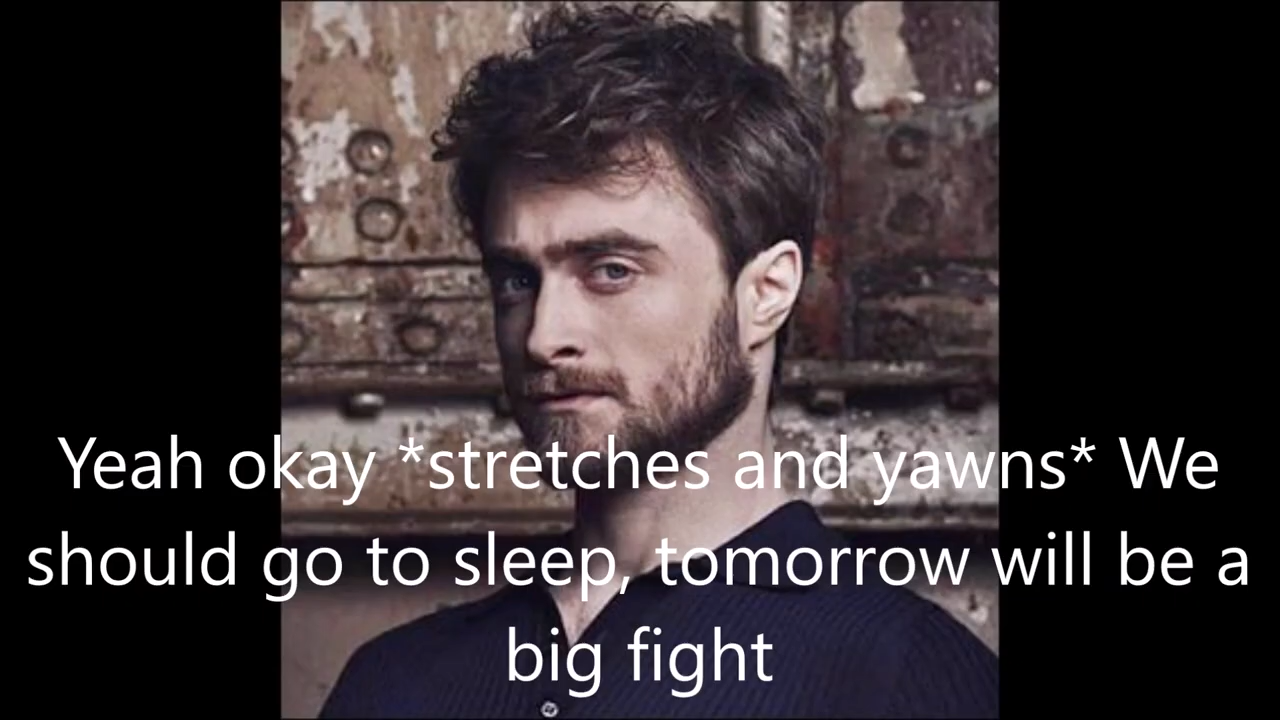 Yeah okay *stretches and yawns* We
should go to sleep, tomorrow will be a
big fight